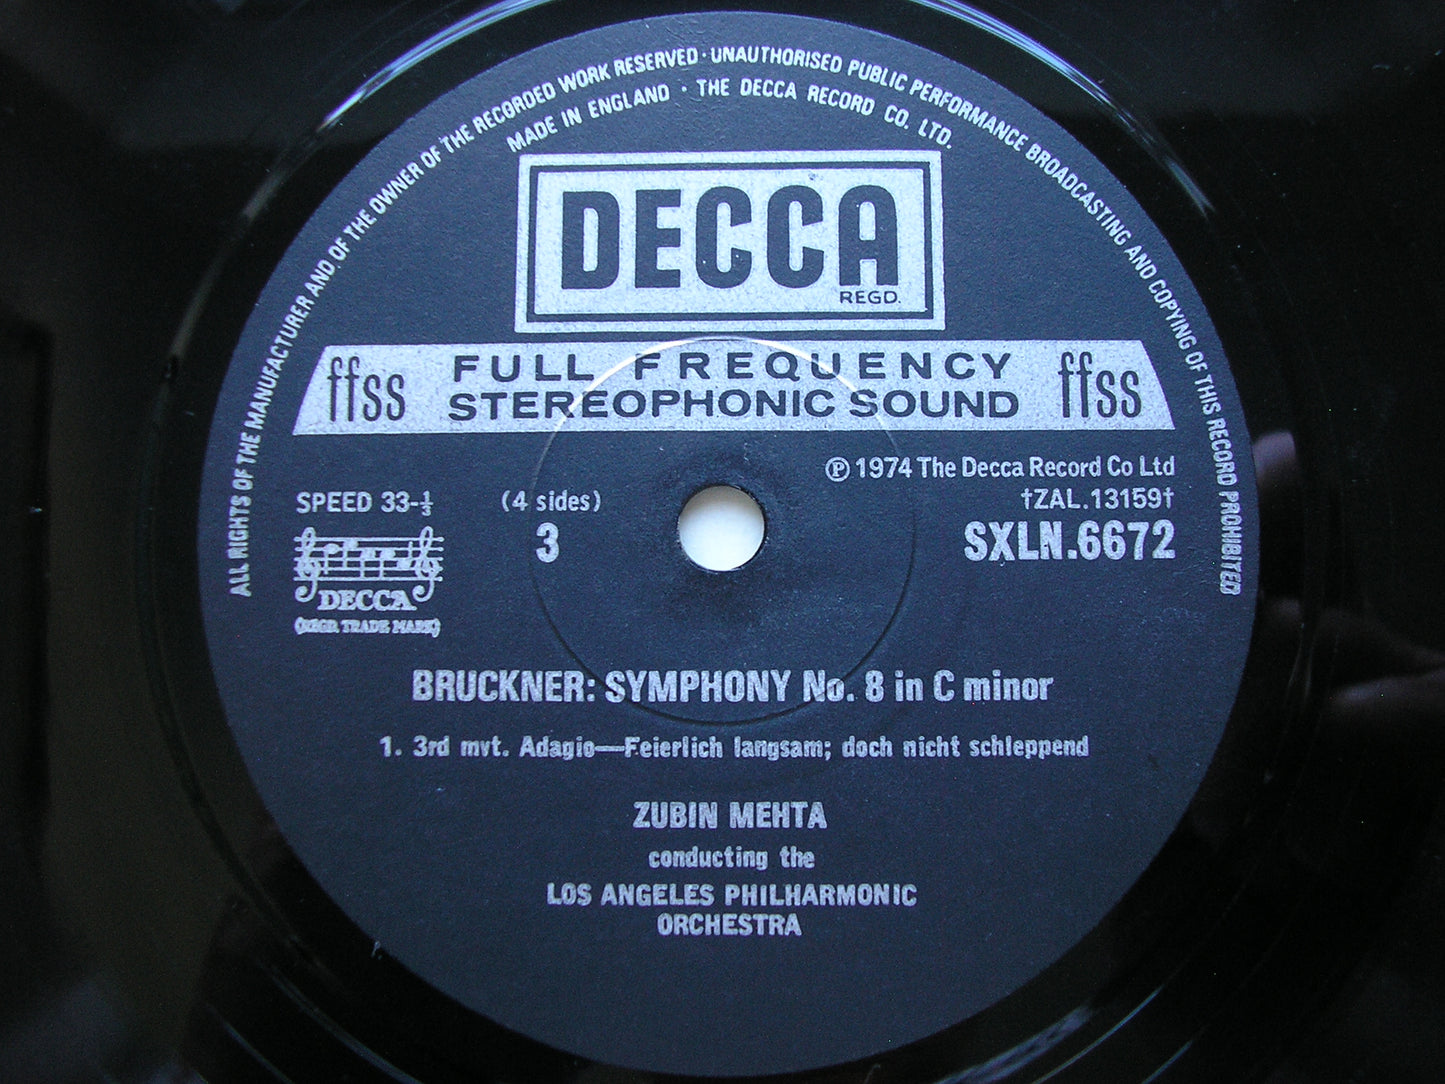 ALL RIGHTS OF THE MANUFACTURER AND OF THE OWNER OF THE RECORDED WORK RESERVED · UNAUTHORISED PUBLIC PERFORMANCE BROADCASTING AND COPYING OF THIS RECORD PROHIBITED
MADE IN ENGLAND · THE DECCA RECORD CO. LTD.
DECCA
REGD.
ffss FULL FREQUENCY ffss
STEREOPHONIC SOUND
℗ 1974 The Decca Record Co Ltd
SPEED 33-⅓ (4 sides) †ZAL.13159†
3 SXLN.6672
DECCA
(REGD. TRADE MARK)
BRUCKNER: SYMPHONY No. 8 in C minor
1. 3rd mvt. Adagio—Feierlich langsam; doch nicht schleppend
ZUBIN MEHTA
conducting the
LOS ANGELES PHILHARMONIC
ORCHESTRA